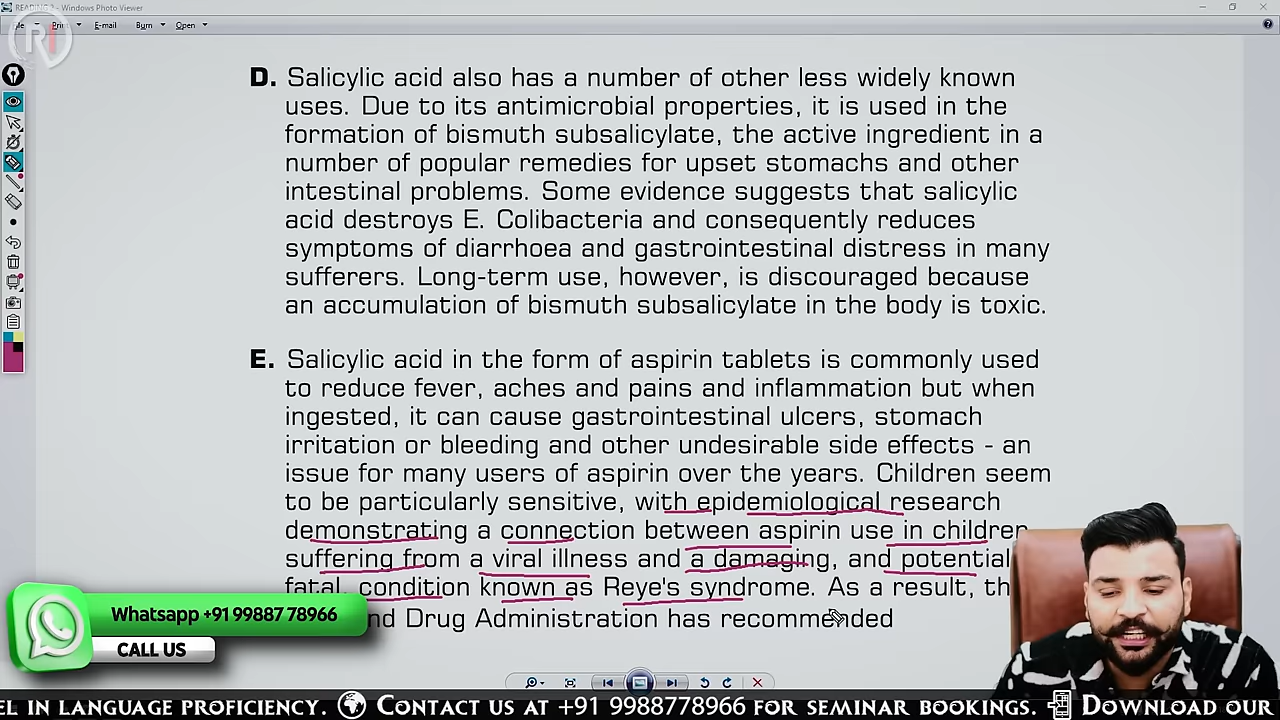 READING 3 - Windows Photo Viewer
File Print E-mail Burn Open
D. Salicylic acid also has a number of other less widely known
uses. Due to its antimicrobial properties, it is used in the
formation of bismuth subsalicylate, the active ingredient in a
number of popular remedies for upset stomachs and other
intestinal problems. Some evidence suggests that salicylic
acid destroys E. Colibacteria and consequently reduces
symptoms of diarrhoea and gastrointestinal distress in many
sufferers. Long-term use, however, is discouraged because
an accumulation of bismuth subsalicylate in the body is toxic.
E. Salicylic acid in the form of aspirin tablets is commonly used
to reduce fever, aches and pains and inflammation but when
ingested, it can cause gastrointestinal ulcers, stomach
irritation or bleeding and other undesirable side effects - an
issue for many users of aspirin over the years. Children seem
to be particularly sensitive, with epidemiological research
demonstrating a connection between aspirin use in children
suffering from a viral illness and a damaging, and potential
fatal, condition known as Reye's syndrome. As a result, th
nd Drug Administration has recommended
Whatsapp +91 99887 78966
CALL US
EL IN LANGUAGE PROFICIENCY. CONTACT US AT +91 9988778966 FOR SEMINAR BOOKINGS. DOWNLOAD OUR